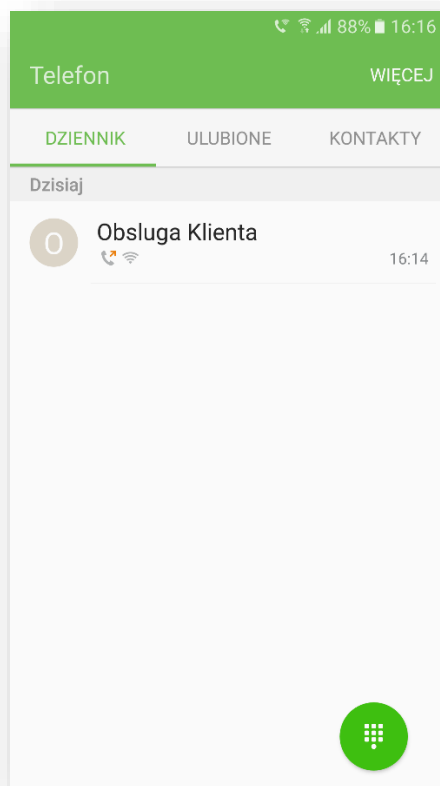 88% 16:16
Telefon WIĘCEJ
DZIENNIK ULUBIONE KONTAKTY
Dzisiaj
O
Obsluga Klienta
16:14